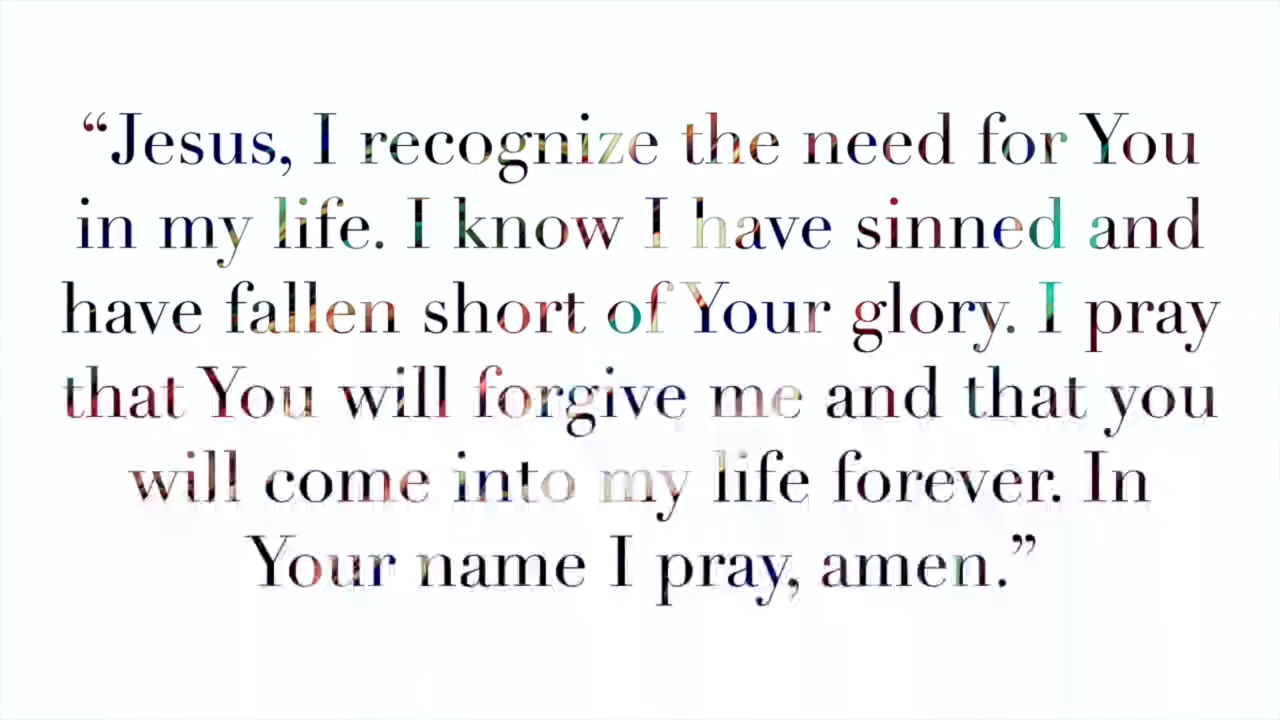 “Jesus, I recognize the need for You
in my life. I know I have sinned and
have fallen short of Your glory. I pray
that You will forgive me and that you
will come into my life forever. In
Your name I pray, amen.”